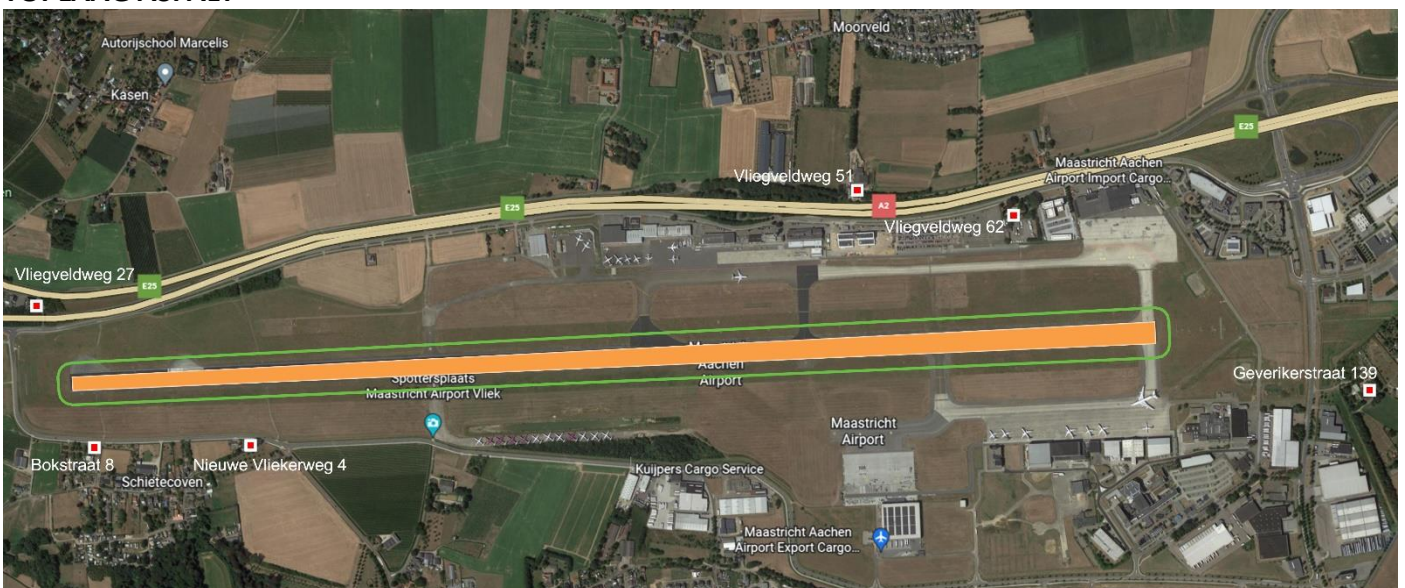 TOPLAAG ASFALT
Autorijschool Marcelis
Kasen
Moorveld
E25
Maastricht Aachen
Airport Import Cargo...
Vliegveldweg 51
A2
E25
Vliegveldweg 62
Vliegveldweg 27
E25
Aachen
Airport
Spottersplaats
Maastricht Airport Vliek
Geverikerstraat 139
Maastricht
Airport
Bokstraat 8
Nieuwe Vliekerweg 4
Schietecoven
Kuijpers Cargo Service
Maastricht Aachen
Airport Export Cargo...